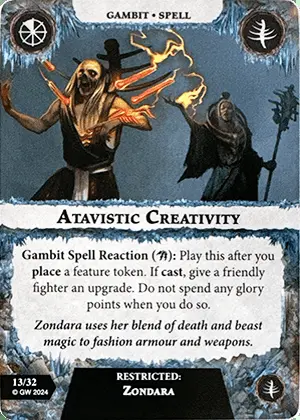 GAMBIT • SPELL
ATAVISTIC CREATIVITY
Gambit Spell Reaction ( ): Play this after you
place a feature token. If cast, give a friendly
fighter an upgrade. Do not spend any glory
points when you do so.
Zondara uses her blend of death and beast
magic to fashion armour and weapons.
13/32
© GW 2024
RESTRICTED:
ZONDARA